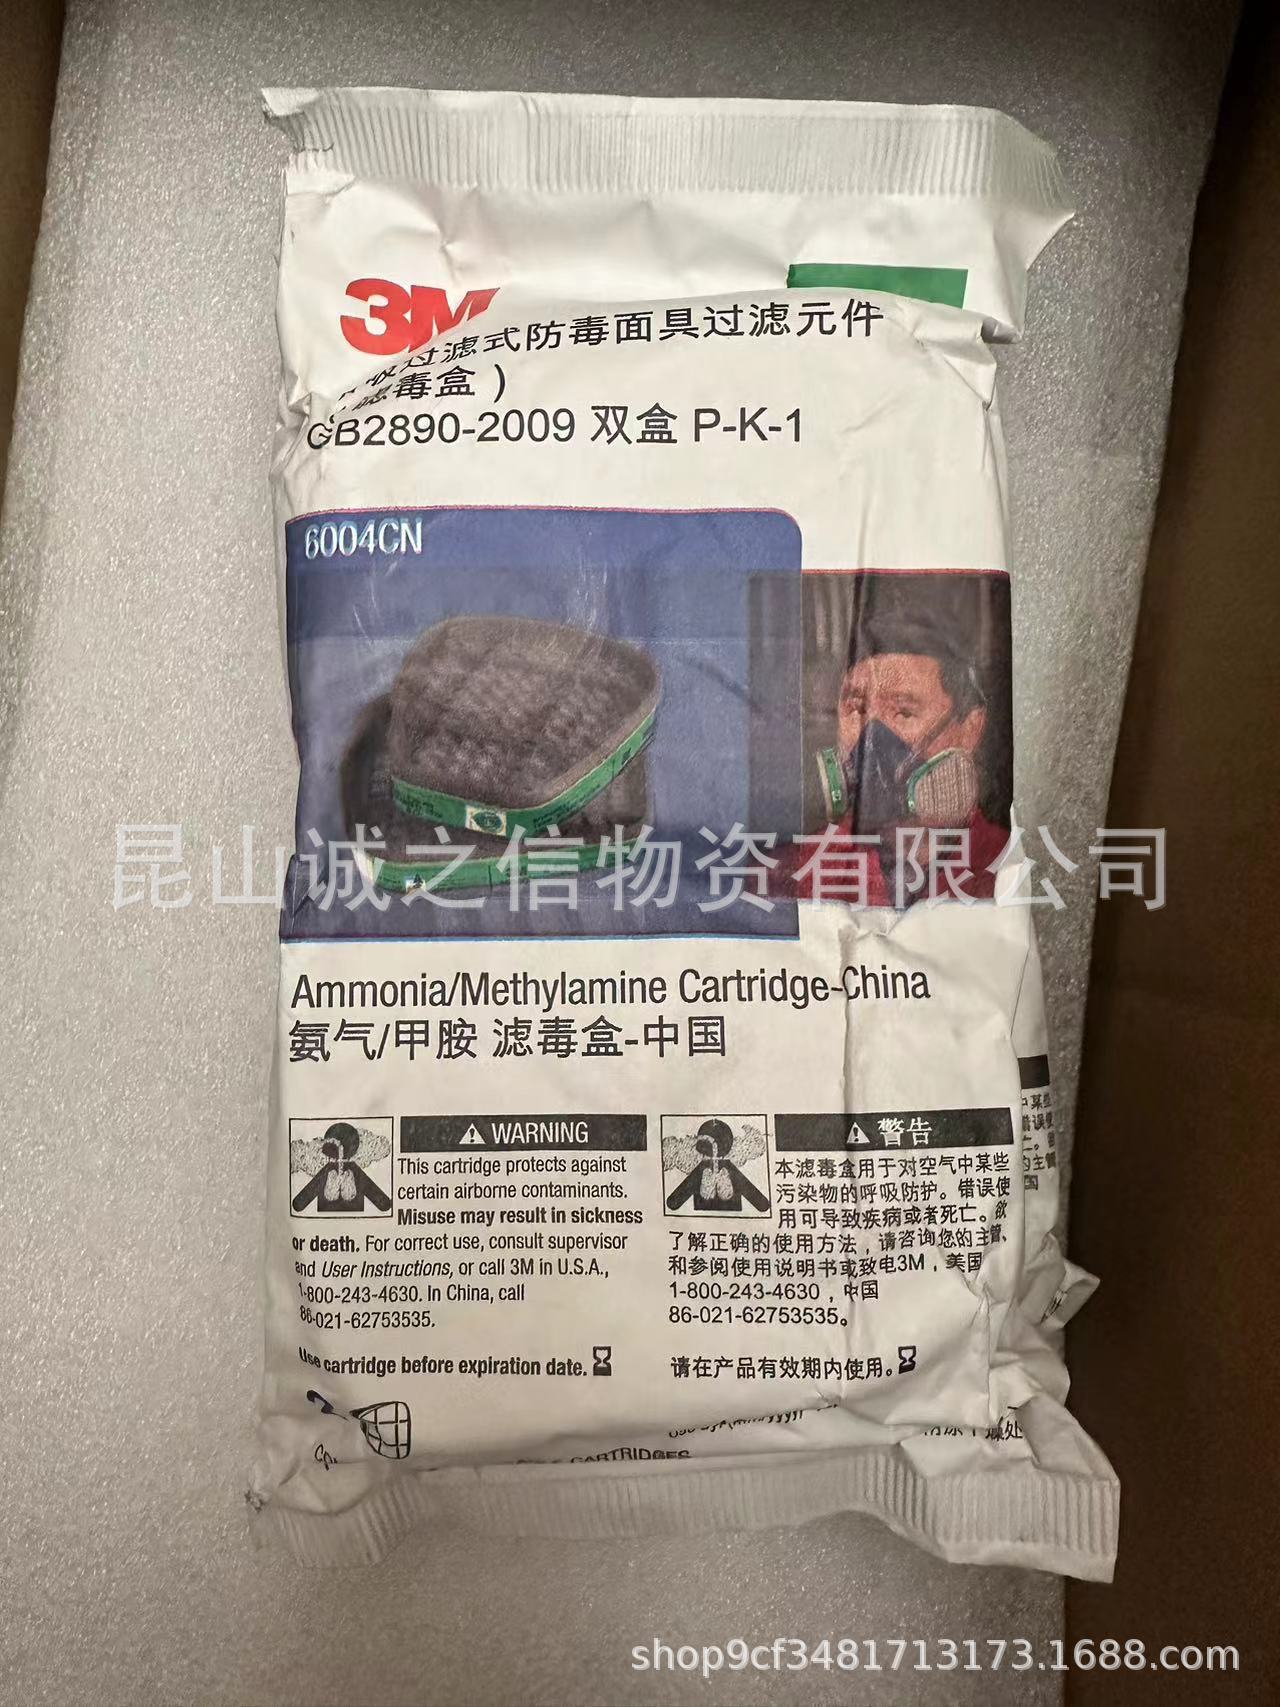 3M
过滤式防毒面具过滤元件
滤毒盒）
GB2890-2009 双盒 P-K-1
6004CN
昆山诚之信物资有限公司
Ammonia/Methylamine Cartridge-China
氨气/甲胺 滤毒盒-中国
WARNING
This cartridge protects against
certain airborne contaminants.
Misuse may result in sickness
or death. For correct use, consult supervisor
and User Instructions, or call 3M in U.S.A.,
1-800-243-4630. In China, call
86-021-62753535.
Use cartridge before expiration date.
警告
本滤毒盒用于对空气中某些
污染物的呼吸防护。错误使
用可导致疾病或者死亡。欲
了解正确的使用方法，请咨询您的主管、
和参阅使用说明书或致电3M，美国
1-800-243-4630，中国
86-021-62753535。
请在产品有效期内使用。
CARTRIDGES
shop9cf3481713173.1688.com